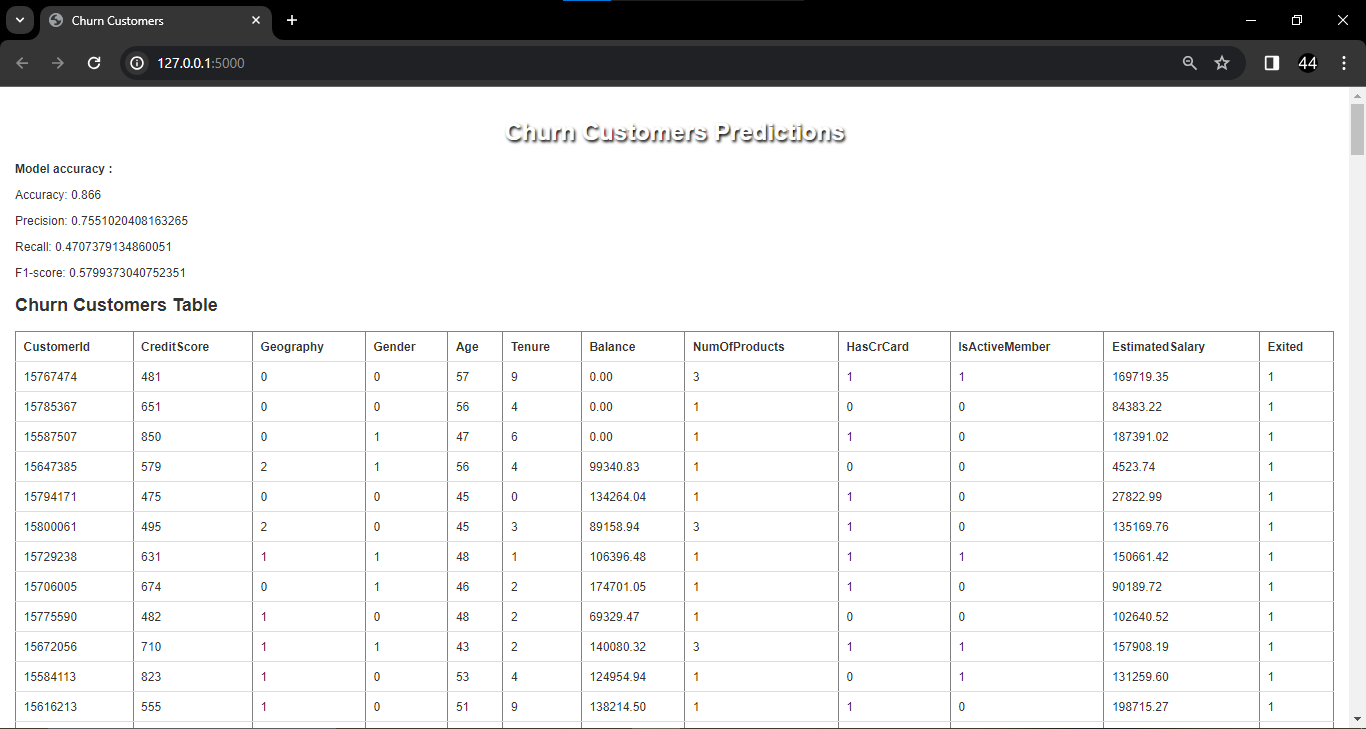 Churn Customers
127.0.0.1:5000
44
Churn Customers Predictions
Model accuracy :
Accuracy: 0.866
Precision: 0.7551020408163265
Recall: 0.4707379134860051
F1-score: 0.5799373040752351
Churn Customers Table
CustomerId CreditScore Geography Gender Age Tenure Balance NumOfProducts HasCrCard IsActiveMember EstimatedSalary Exited
15767474 481 0 0 57 9 0.00 3 1 1 169719.35 1
15785367 651 0 0 56 4 0.00 1 0 0 84383.22 1
15587507 850 0 1 47 6 0.00 1 1 0 187391.02 1
15647385 579 2 1 56 4 99340.83 1 0 0 4523.74 1
15794171 475 0 0 45 0 134264.04 1 1 0 27822.99 1
15800061 495 2 0 45 3 89158.94 3 1 0 135169.76 1
15729238 631 1 1 48 1 106396.48 1 1 1 150661.42 1
15706005 674 0 1 46 2 174701.05 1 1 0 90189.72 1
15775590 482 1 0 48 2 69329.47 1 0 0 102640.52 1
15672056 710 1 1 43 2 140080.32 3 1 1 157908.19 1
15584113 823 1 0 53 4 124954.94 1 0 1 131259.60 1
15616213 555 1 0 51 9 138214.50 1 1 0 198715.27 1